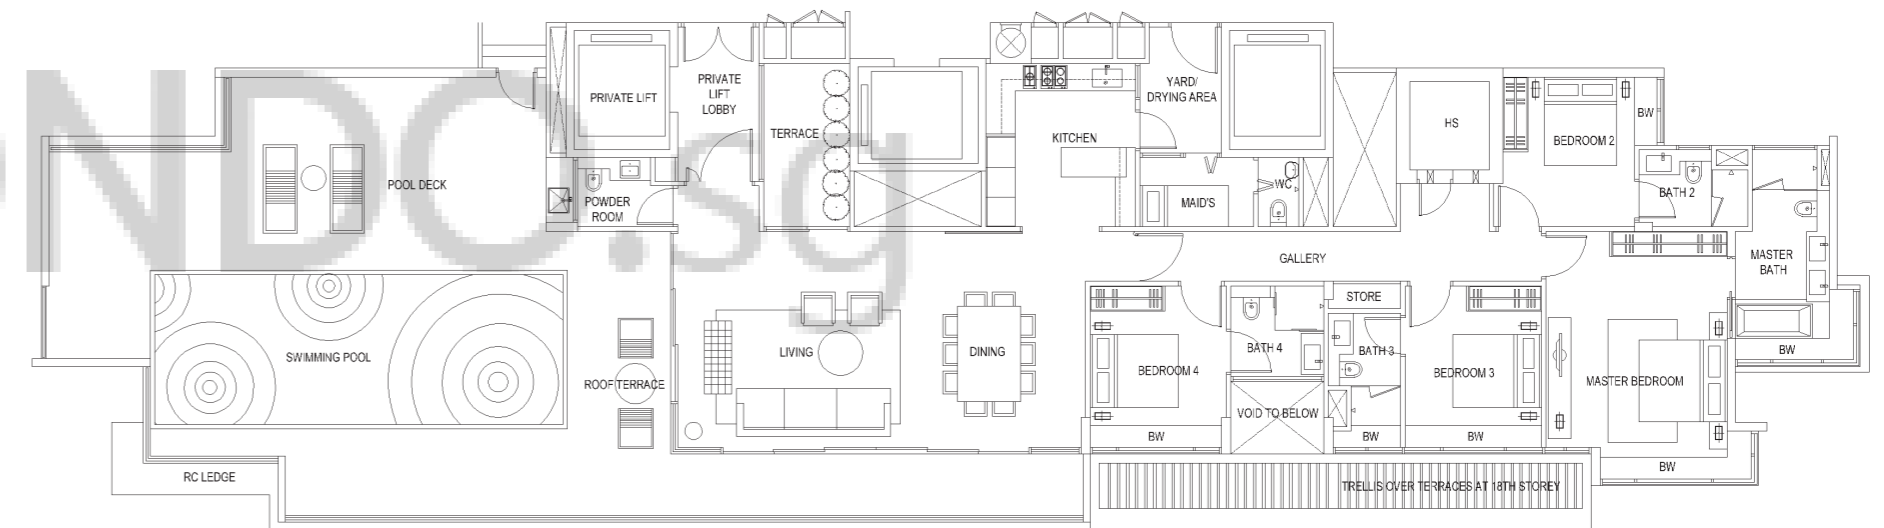 NDO.sg
PRIVATE LIFT
PRIVATE
LIFT
LOBBY
TERRACE
KITCHEN
YARD/
DRYING AREA
HS
BEDROOM 2
BW
POOL DECK
POWDER
ROOM
MAID'S
WC
BATH 2
GALLERY
MASTER
BATH
STORE
SWIMMING POOL
ROOF TERRACE
LIVING
DINING
BEDROOM 4
BATH 4
BATH 3
BEDROOM 3
MASTER BEDROOM
BW
VOID TO BELOW
BW
BW
BW
BW
RC LEDGE
TRELLIS OVER TERRACES AT 18TH STOREY